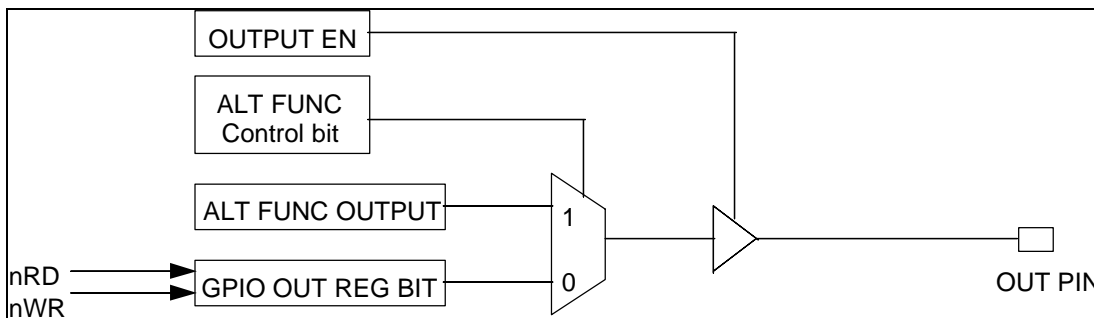 OUTPUT EN
ALT FUNC
Control bit
ALT FUNC OUTPUT
1
nRD
nWR
GPIO OUT REG BIT
0
OUT PIN